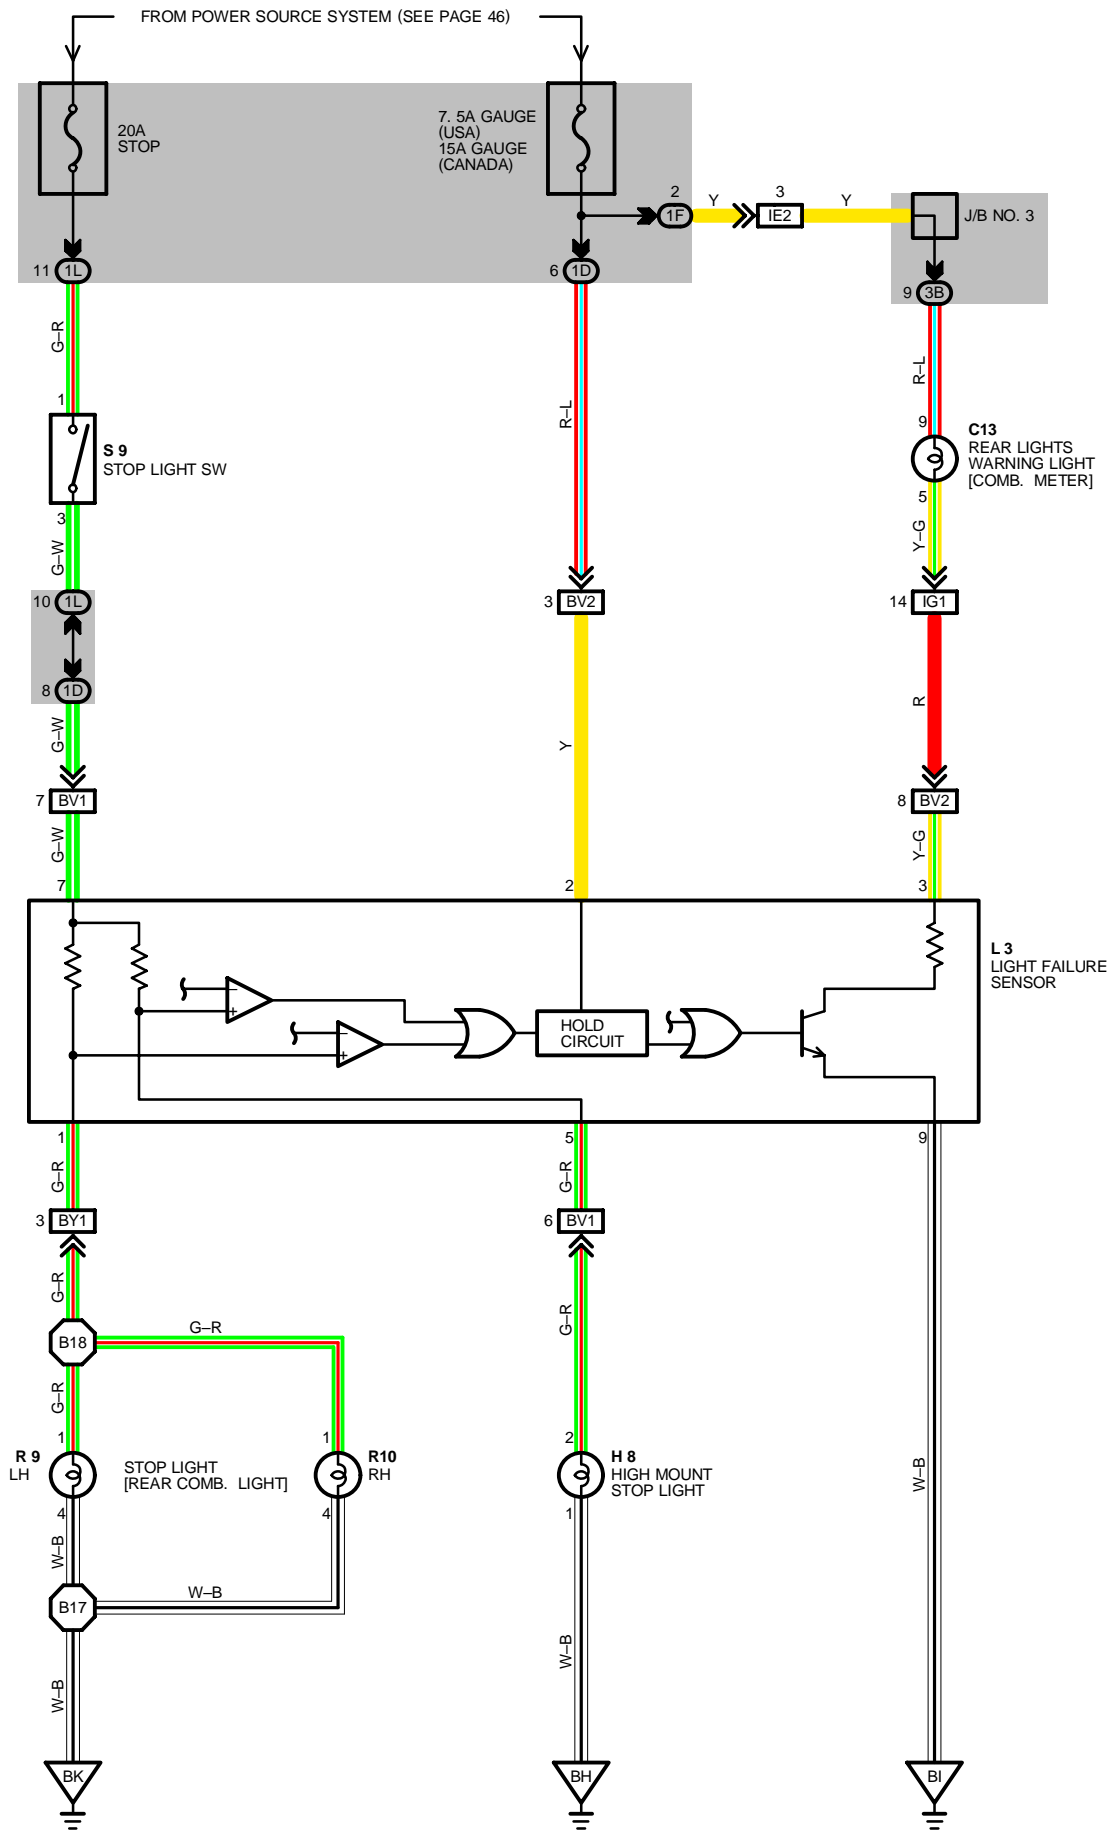 FROM POWER SOURCE SYSTEM (SEE PAGE 46)
20A
STOP
7. 5A GAUGE
(USA)
15A GAUGE
(CANADA)
2
1F
Y
3
IE2
Y
J/B NO. 3
11
1L
6
1D
9
3B
G–R
R–L
R–L
1
S 9
STOP LIGHT SW
3
9
C13
REAR LIGHTS
WARNING LIGHT
[COMB. METER]
5
G–W
Y–G
10
1L
3
BV2
14
IG1
8
1D
G–W
Y
R
7
BV1
8
BV2
G–W
Y–G
7
2
3
L 3
LIGHT FAILURE
SENSOR
–
+
–
+
HOLD
CIRCUIT
1
5
9
G–R
G–R
3
BY1
6
BV1
G–R
G–R
B18
G–R
G–R
1
1
2
R 9
LH
STOP LIGHT
[REAR COMB. LIGHT]
R10
RH
H 8
HIGH MOUNT
STOP LIGHT
W–B
4
4
1
W–B
B17
W–B
W–B
W–B
BK
BH
BI